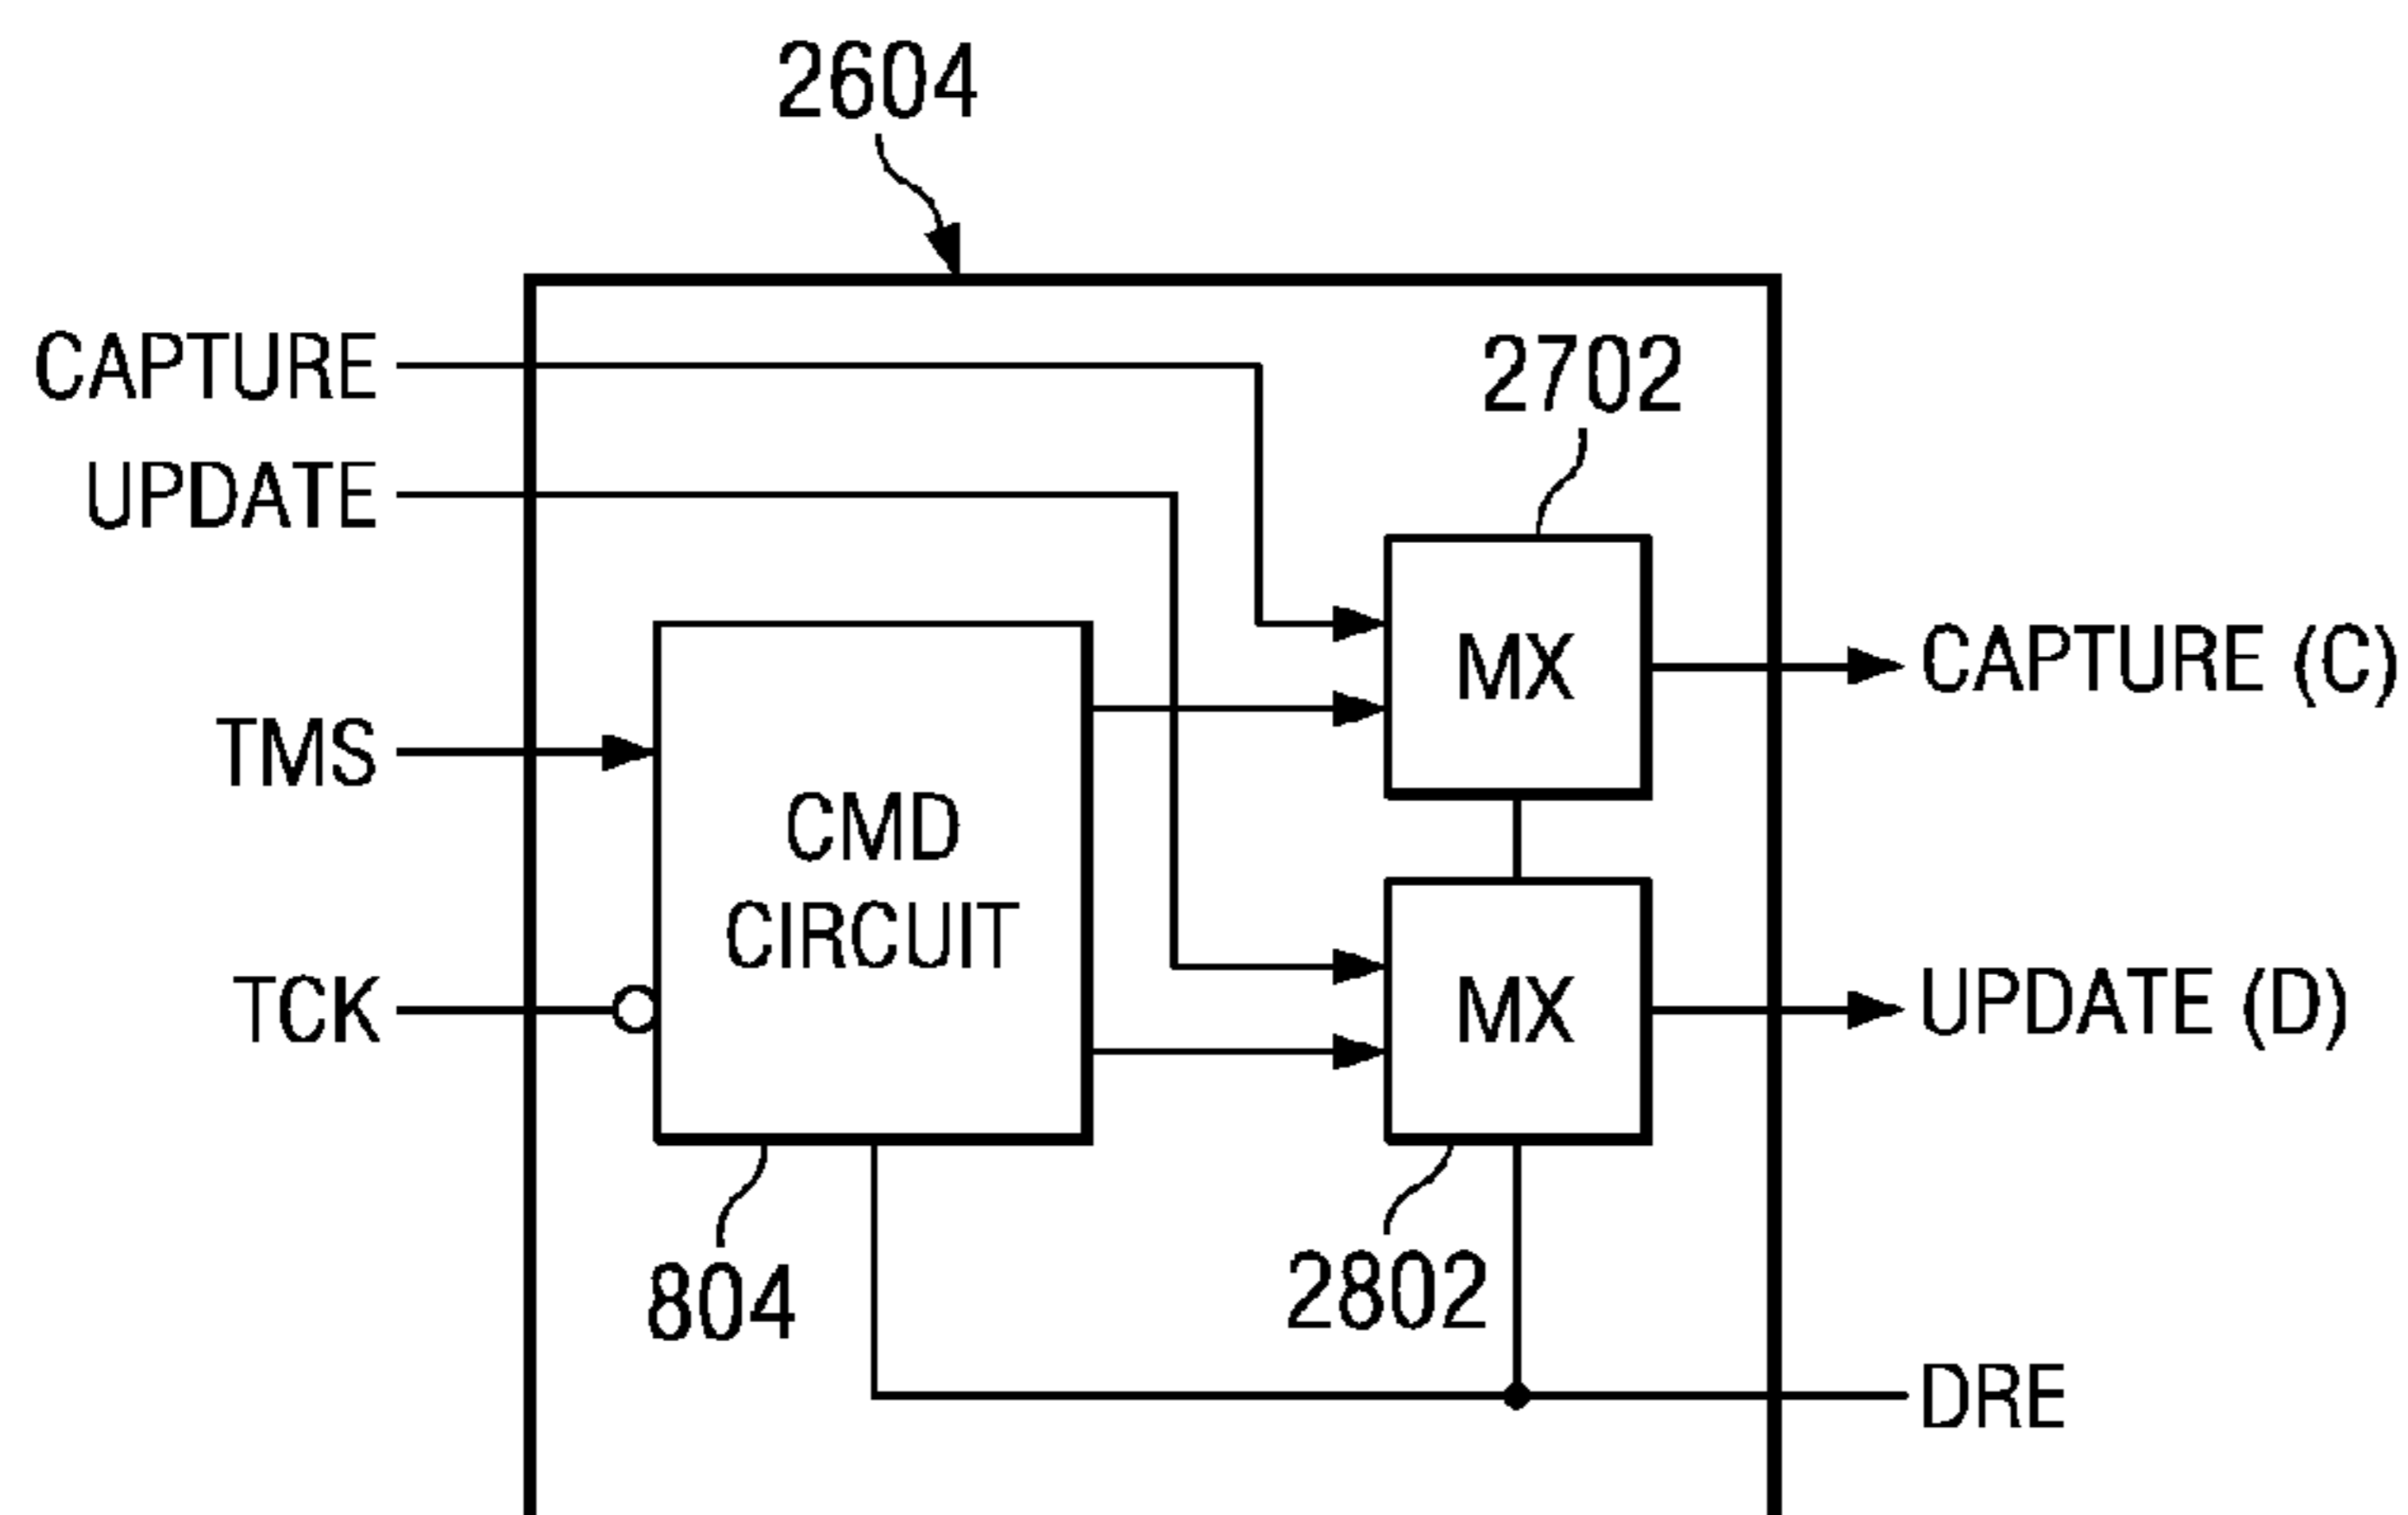 2604
CAPTURE
2702
UPDATE
MX
CAPTURE (C)
TMS
CMD
CIRCUIT
MX
UPDATE (D)
TCK
804
2802
DRE